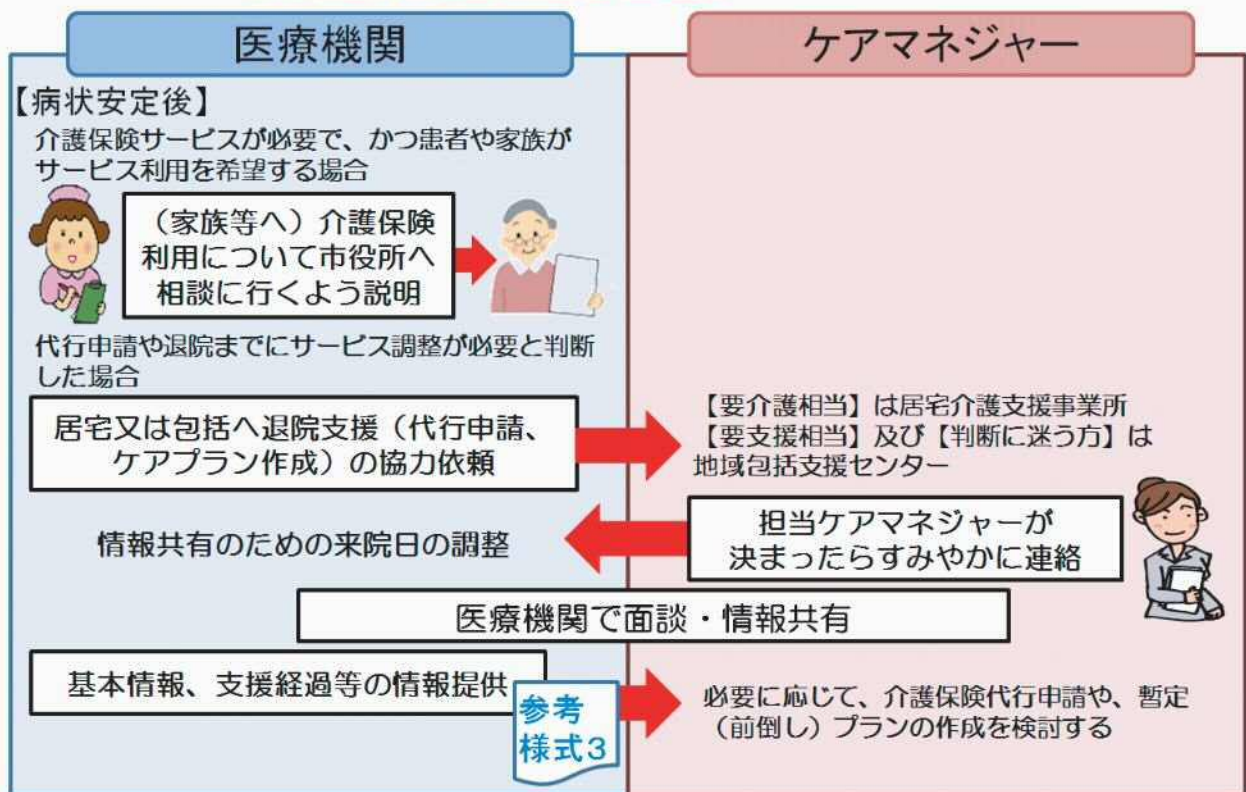 医療機関
ケアマネジャー
【病状安定後】
介護保険サービスが必要で、かつ患者や家族が
サービス利用を希望する場合
（家族等へ）介護保険
利用について市役所へ
相談に行くよう説明
代行申請や退院までにサービス調整が必要と判断
した場合
居宅又は包括へ退院支援（代行申請、
ケアプラン作成）の協力依頼
【要介護相当】は居宅介護支援事業所
【要支援相当】及び【判断に迷う方】は
地域包括支援センター
情報共有のための来院日の調整
担当ケアマネジャーが
決まったらすみやかに連絡
医療機関で面談・情報共有
基本情報、支援経過等の情報提供
参考
様式3
必要に応じて、介護保険代行申請や、暫定
（前倒し）プランの作成を検討する